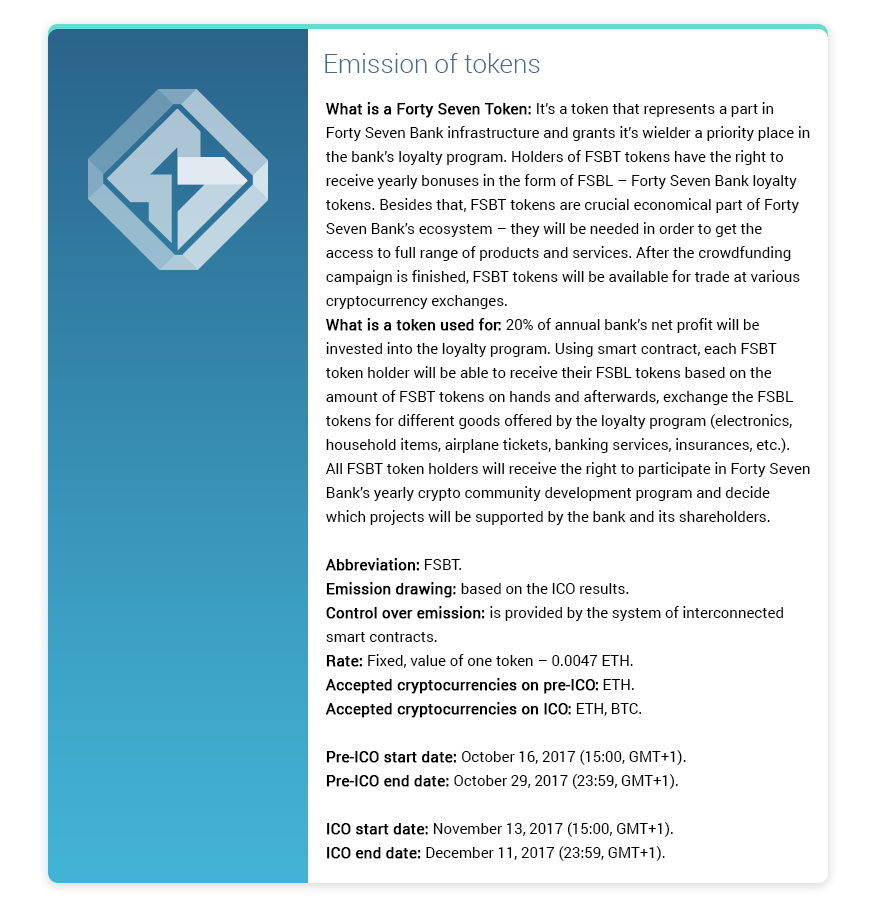 Emission of tokens
What is a Forty Seven Token: It's a token that represents a part in
Forty Seven Bank infrastructure and grants it's wielder a priority place in
the bank's loyalty program. Holders of FSBT tokens have the right to
receive yearly bonuses in the form of FSBL – Forty Seven Bank loyalty
tokens. Besides that, FSBT tokens are crucial economical part of Forty
Seven Bank's ecosystem – they will be needed in order to get the
access to full range of products and services. After the crowdfunding
campaign is finished, FSBT tokens will be available for trade at various
cryptocurrency exchanges.
What is a token used for: 20% of annual bank's net profit will be
invested into the loyalty program. Using smart contract, each FSBT
token holder will be able to receive their FSBL tokens based on the
amount of FSBT tokens on hands and afterwards, exchange the FSBL
tokens for different goods offered by the loyalty program (electronics,
household items, airplane tickets, banking services, insurances, etc.).
All FSBT token holders will receive the right to participate in Forty Seven
Bank's yearly crypto community development program and decide
which projects will be supported by the bank and its shareholders.
Abbreviation: FSBT.
Emission drawing: based on the ICO results.
Control over emission: is provided by the system of interconnected
smart contracts.
Rate: Fixed, value of one token – 0.0047 ETH.
Accepted cryptocurrencies on pre-ICO: ETH.
Accepted cryptocurrencies on ICO: ETH, BTC.
Pre-ICO start date: October 16, 2017 (15:00, GMT+1).
Pre-ICO end date: October 29, 2017 (23:59, GMT+1).
ICO start date: November 13, 2017 (15:00, GMT+1).
ICO end date: December 11, 2017 (23:59, GMT+1).